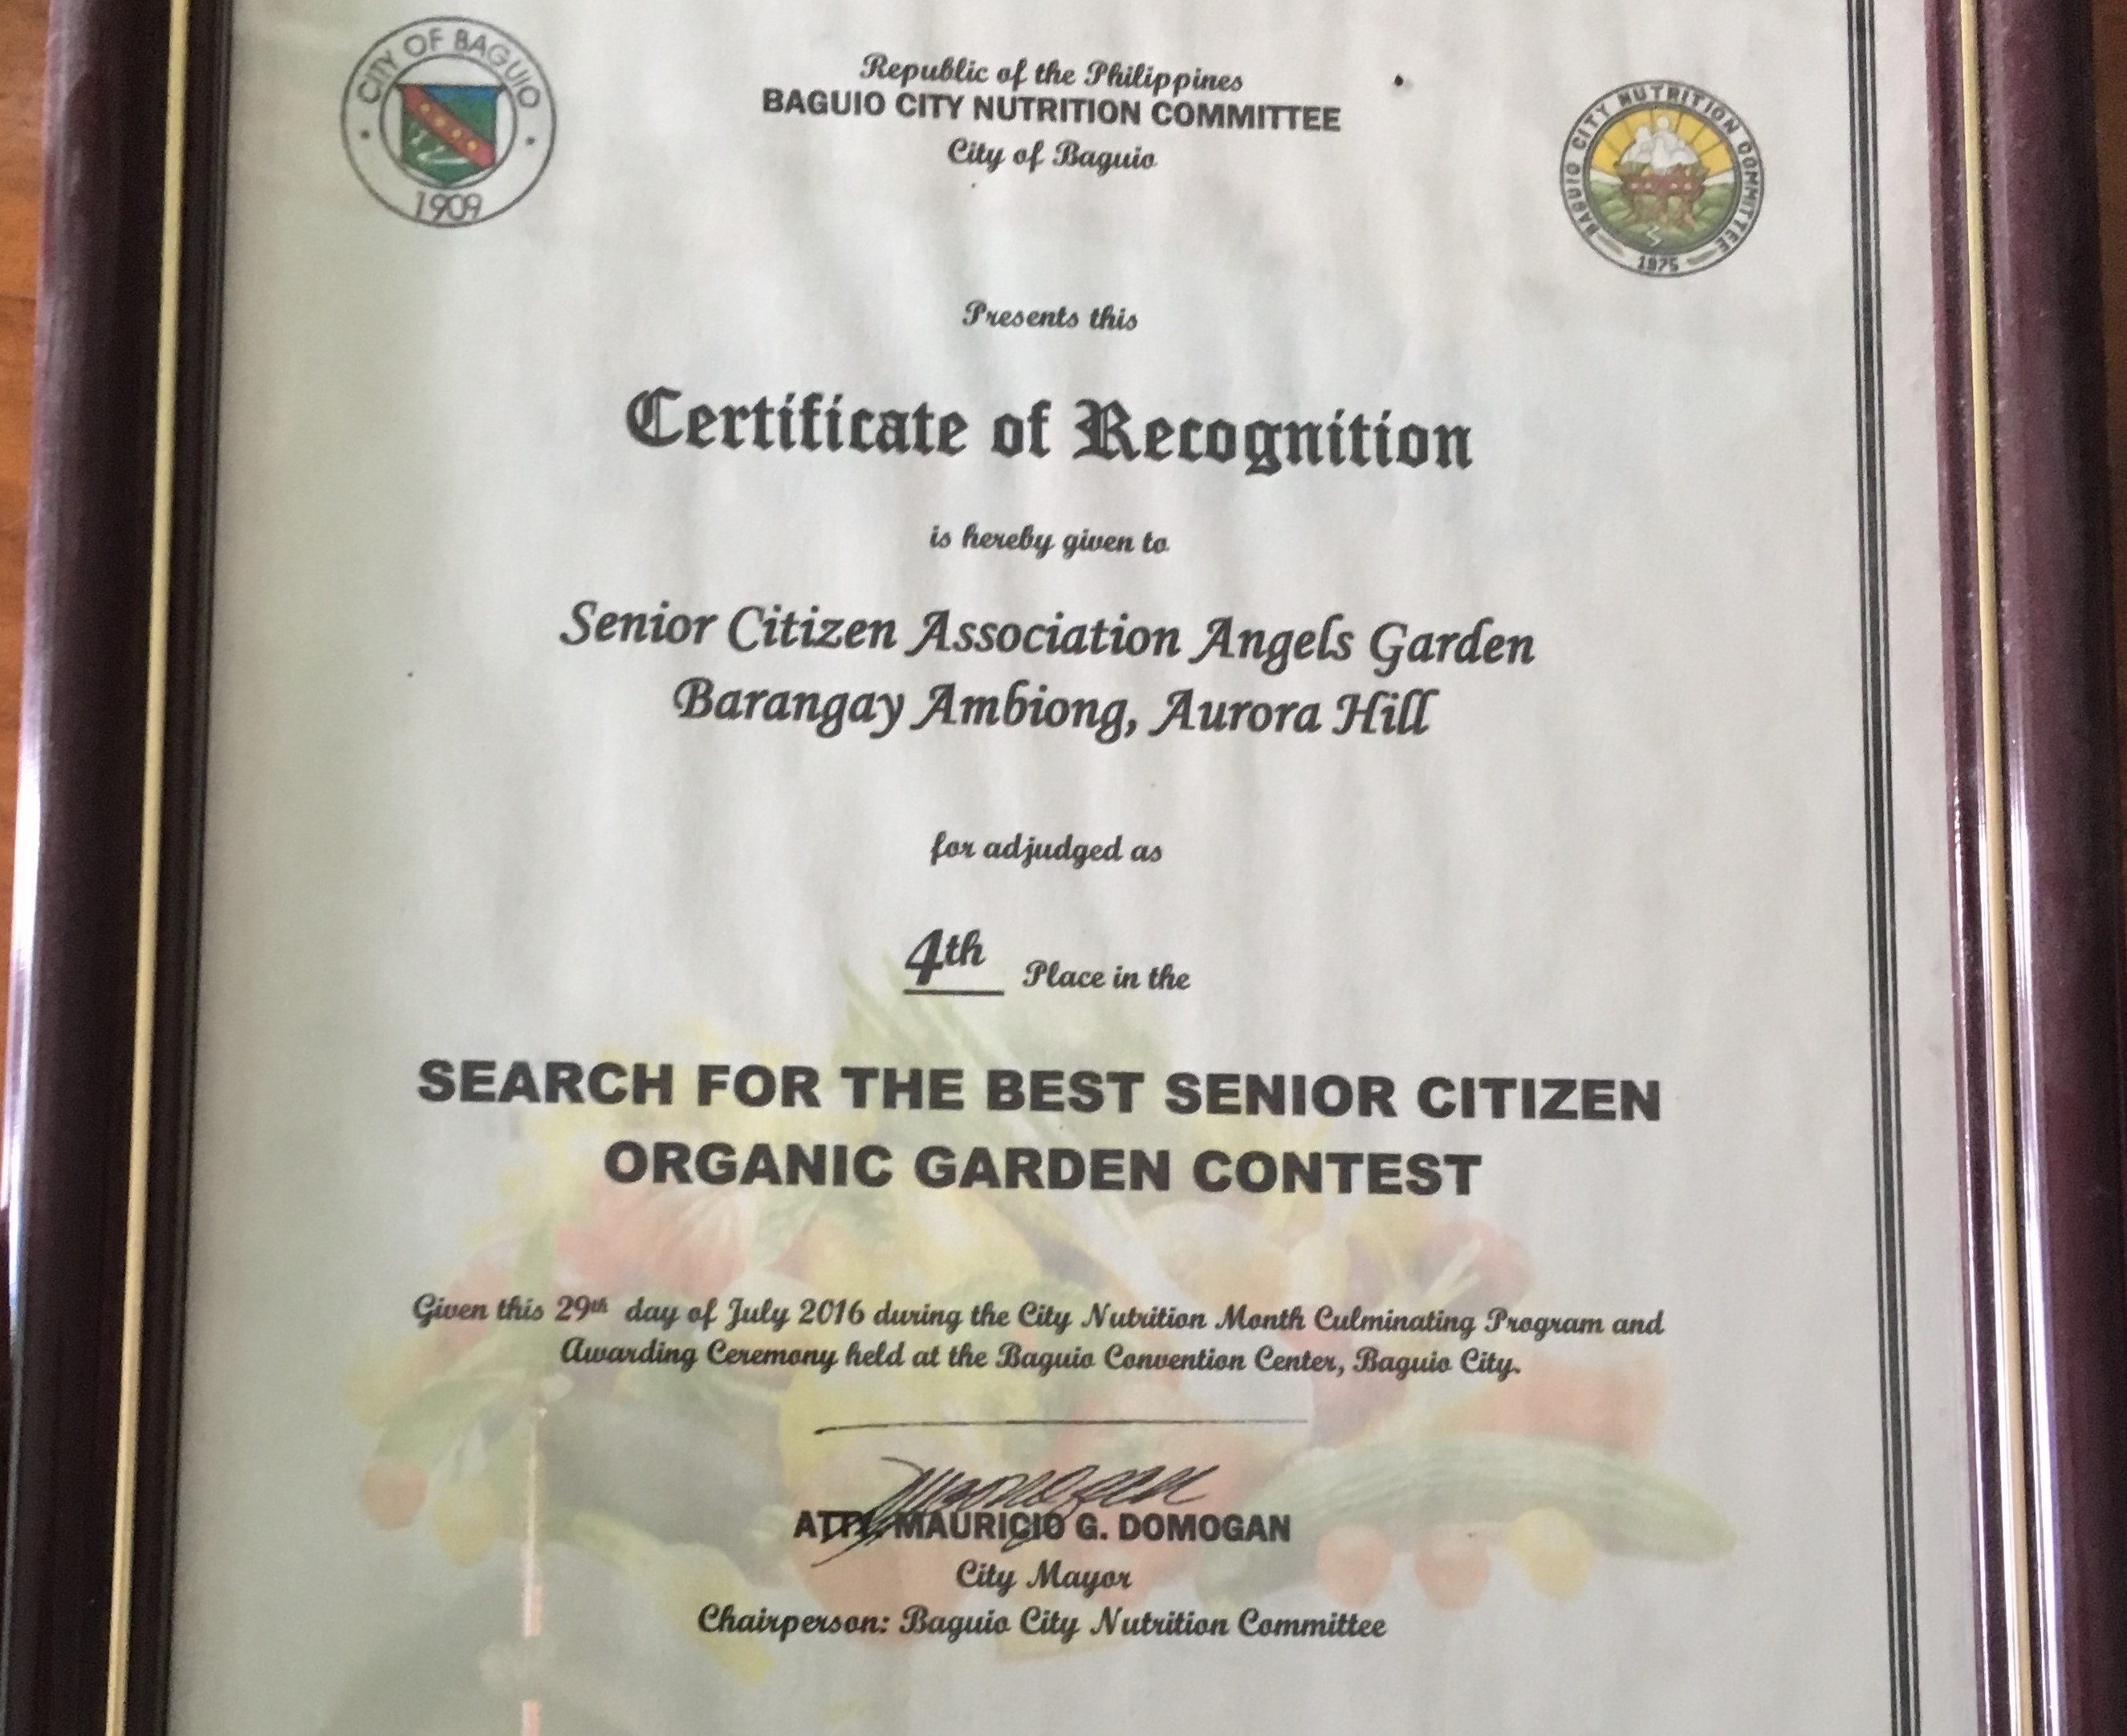 CITY OF BAGUIO
1909
Republic of the Philippines
BAGUIO CITY NUTRITION COMMITTEE
City of Baguio
BAGUIO CITY NUTRITION COMMITTEE
1975
Presents this
Certificate of Recognition
is hereby given to
Senior Citizen Association Angels Garden
Barangay Ambiong, Aurora Hill
for adjudged as
4th Place in the
SEARCH FOR THE BEST SENIOR CITIZEN
ORGANIC GARDEN CONTEST
Given this 29th day of July 2016 during the City Nutrition Month Culminating Program and
Awarding Ceremony held at the Baguio Convention Center, Baguio City.
ATTY. MAURICIO G. DOMOGAN
City Mayor
Chairperson: Baguio City Nutrition Committee